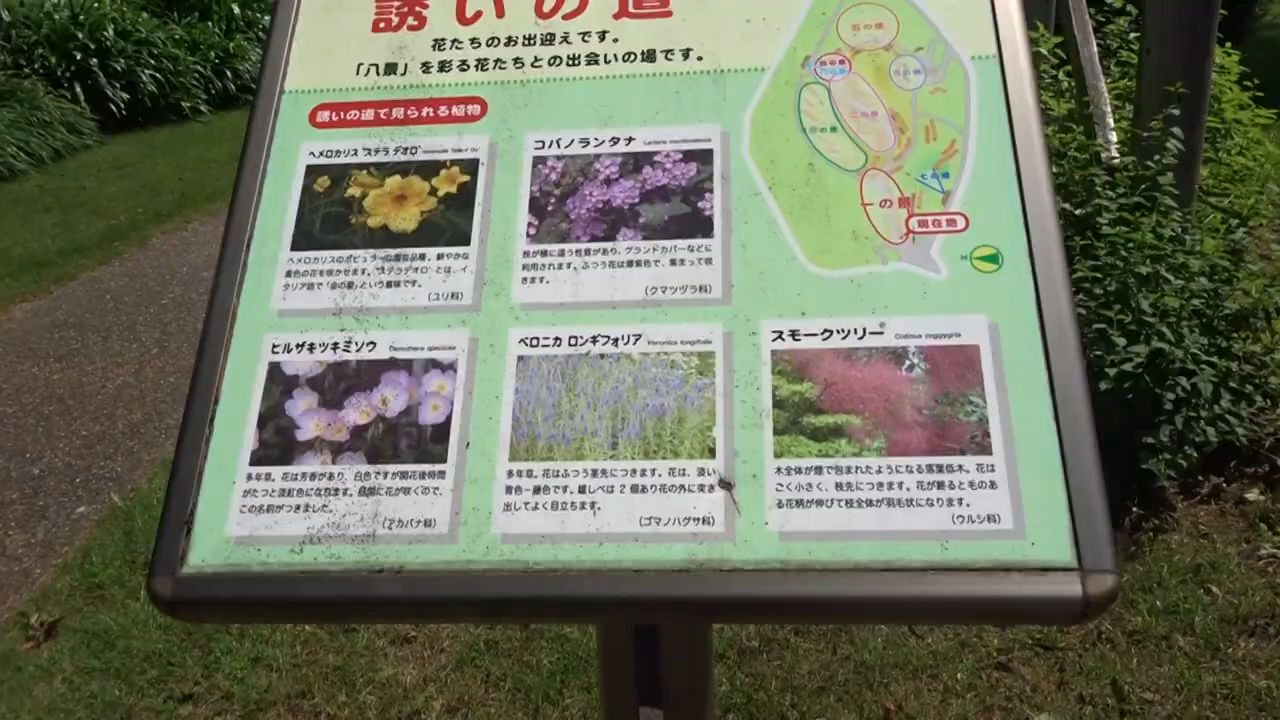 誘いの道
花たちのお出迎えです。
「八景」を彩る花たちとの出会いの場です。
誘いの道で見られる植物
ヘメロカリス "ステラ デオロ"
ヘメロカリスのポピュラーな園芸品種。鮮やかな
黄色の花を咲かせます。"ステラデオロ" とは、イ
タリア語で「金の星」という意味です。
(ユリ科)
コバノランタナ Lantana montevidensis
枝が横に這う性質があり、グランドカバーなどに
利用されます。ふつう花は藤紫色で、集まって咲
きます。
(クマツヅラ科)
一の景
現在地
ヒルザキツキミソウ Oenothera speciosa
多年草。花は芳香があり、白色ですが開花後時間
がたつと淡紅色になります。昼間に花が咲くので、
この名前がつきました。
(アカバナ科)
ベロニカ ロンギフォリア Veronica longifolia
多年草。花はふつう茎先につきます。花は、淡い
青色～藤色です。雄しべは 2 個あり花の外に突き
出してよく目立ちます。
(ゴマノハグサ科)
スモークツリー Cotinus coggygria
木全体が煙で包まれたようになる落葉低木。花は
ごく小さく、枝先につきます。花が終ると毛のあ
る花柄が伸びて枝全体が羽毛状になります。
(ウルシ科)